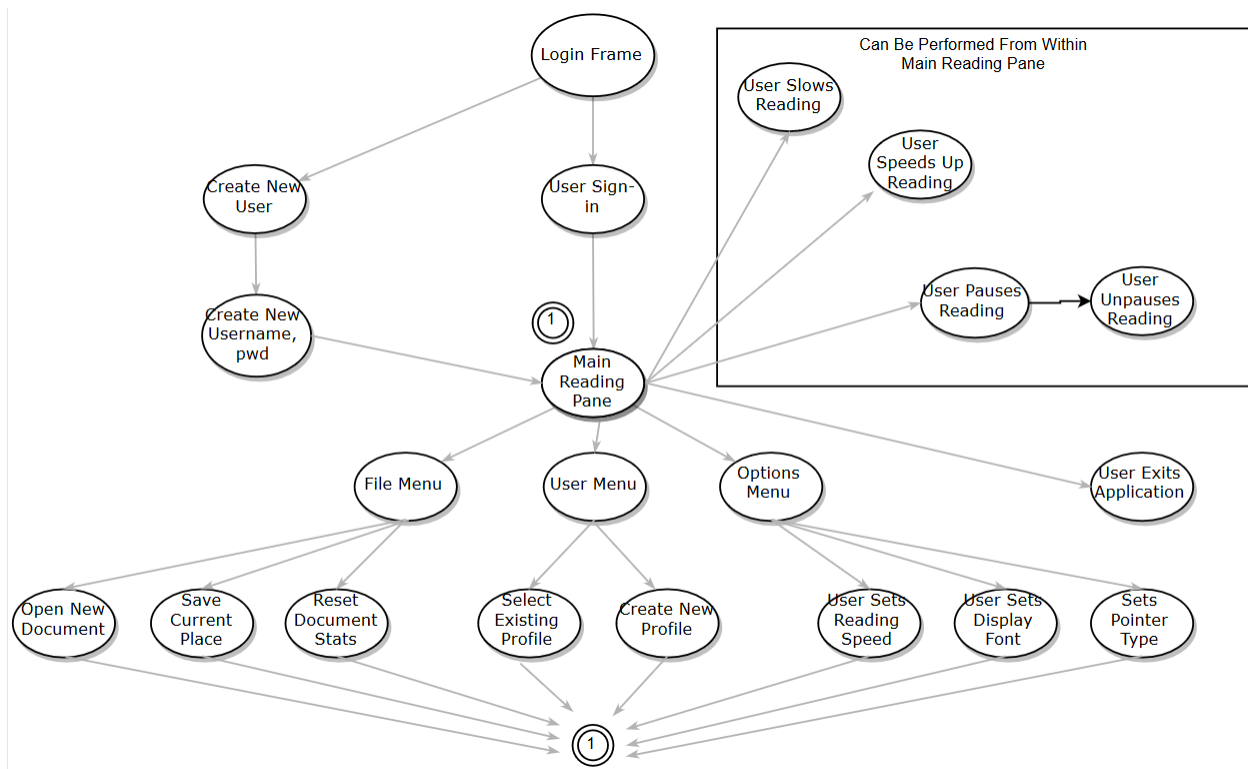 Login Frame
Can Be Performed From Within
Main Reading Pane
User Slows
Reading
User
Speeds Up
Reading
Create New
User
User Sign-
in
User Pauses
Reading
User
Unpauses
Reading
Create New
Username,
pwd
1
Main
Reading
Pane
File Menu
User Menu
Options
Menu
User Exits
Application
Open New
Document
Save
Current
Place
Reset
Document
Stats
Select
Existing
Profile
Create New
Profile
User Sets
Reading
Speed
User Sets
Display
Font
Sets
Pointer
Type
1